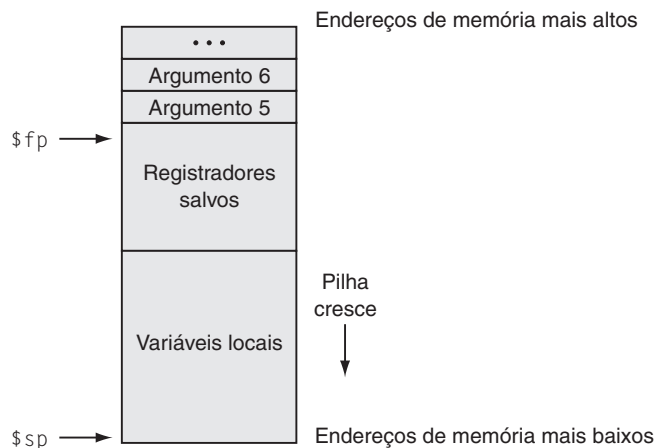 Endereços de memória mais altos
• • •
Argumento 6
Argumento 5
$fp
Registradores
salvos
Pilha
cresce
Variáveis locais
$sp
Endereços de memória mais baixos